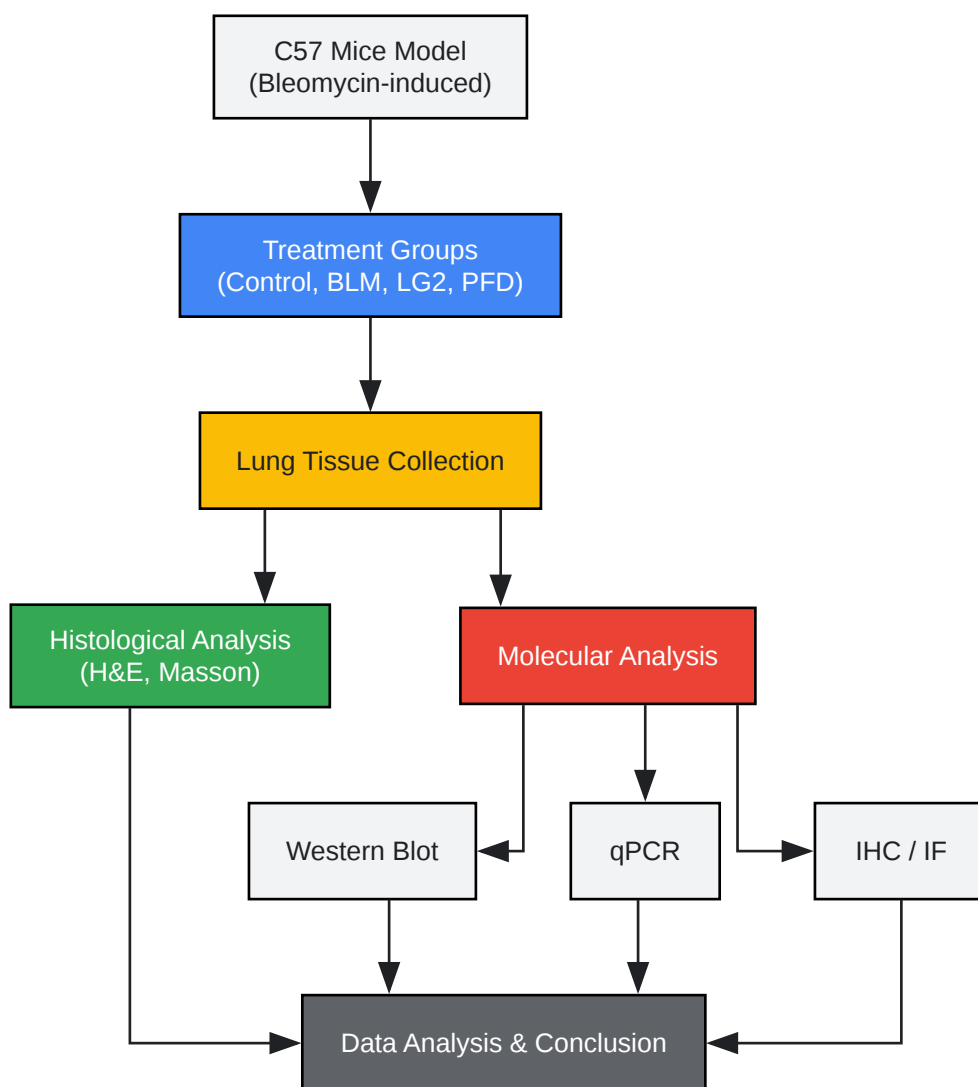 C57 Mice Model
(Bleomycin-induced)
Treatment Groups
(Control, BLM, LG2, PFD)
Lung Tissue Collection
Histological Analysis
(H&E, Masson)
Molecular Analysis
Western Blot
qPCR
IHC / IF
Data Analysis & Conclusion